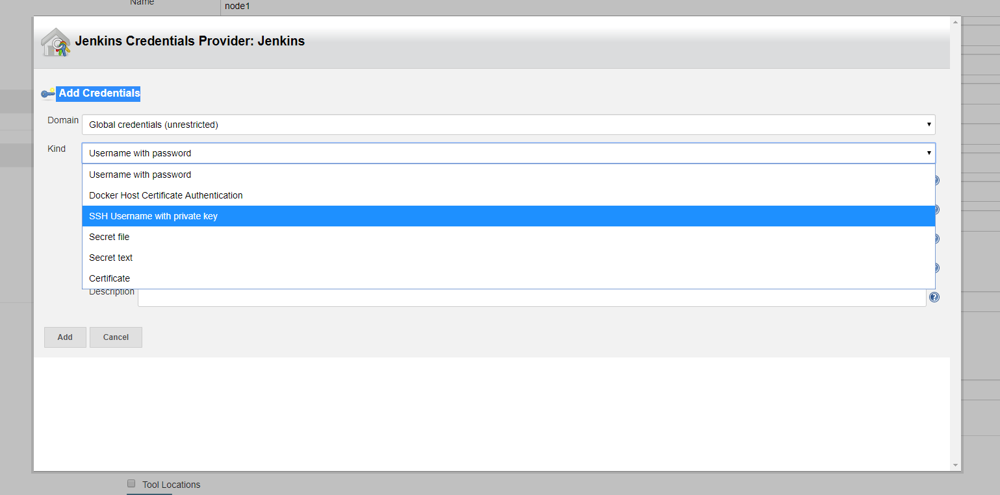 Name
node1
Jenkins Credentials Provider: Jenkins
Add Credentials
Domain
Global credentials (unrestricted)
Kind
Username with password
Username with password
Docker Host Certificate Authentication
SSH Username with private key
Secret file
Secret text
Certificate
Description
Add
Cancel
Tool Locations